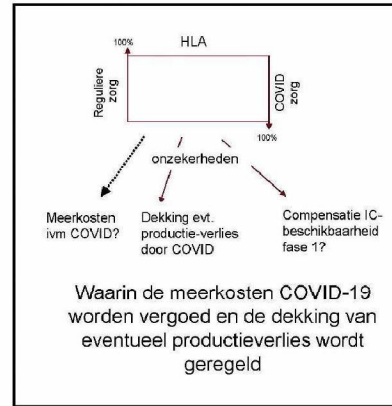 HLA
100%
Reguliere zorg
COVID zorg
100%
onzekerheden
Meerkosten
ivm COVID?
Dekking evt.
productie-verlies
door COVID
Compensatie IC-
beschikbaarheid
fase 1?
Waarin de meerkosten COVID-19
worden vergoed en de dekking van
eventueel productieverlies wordt
geregeld